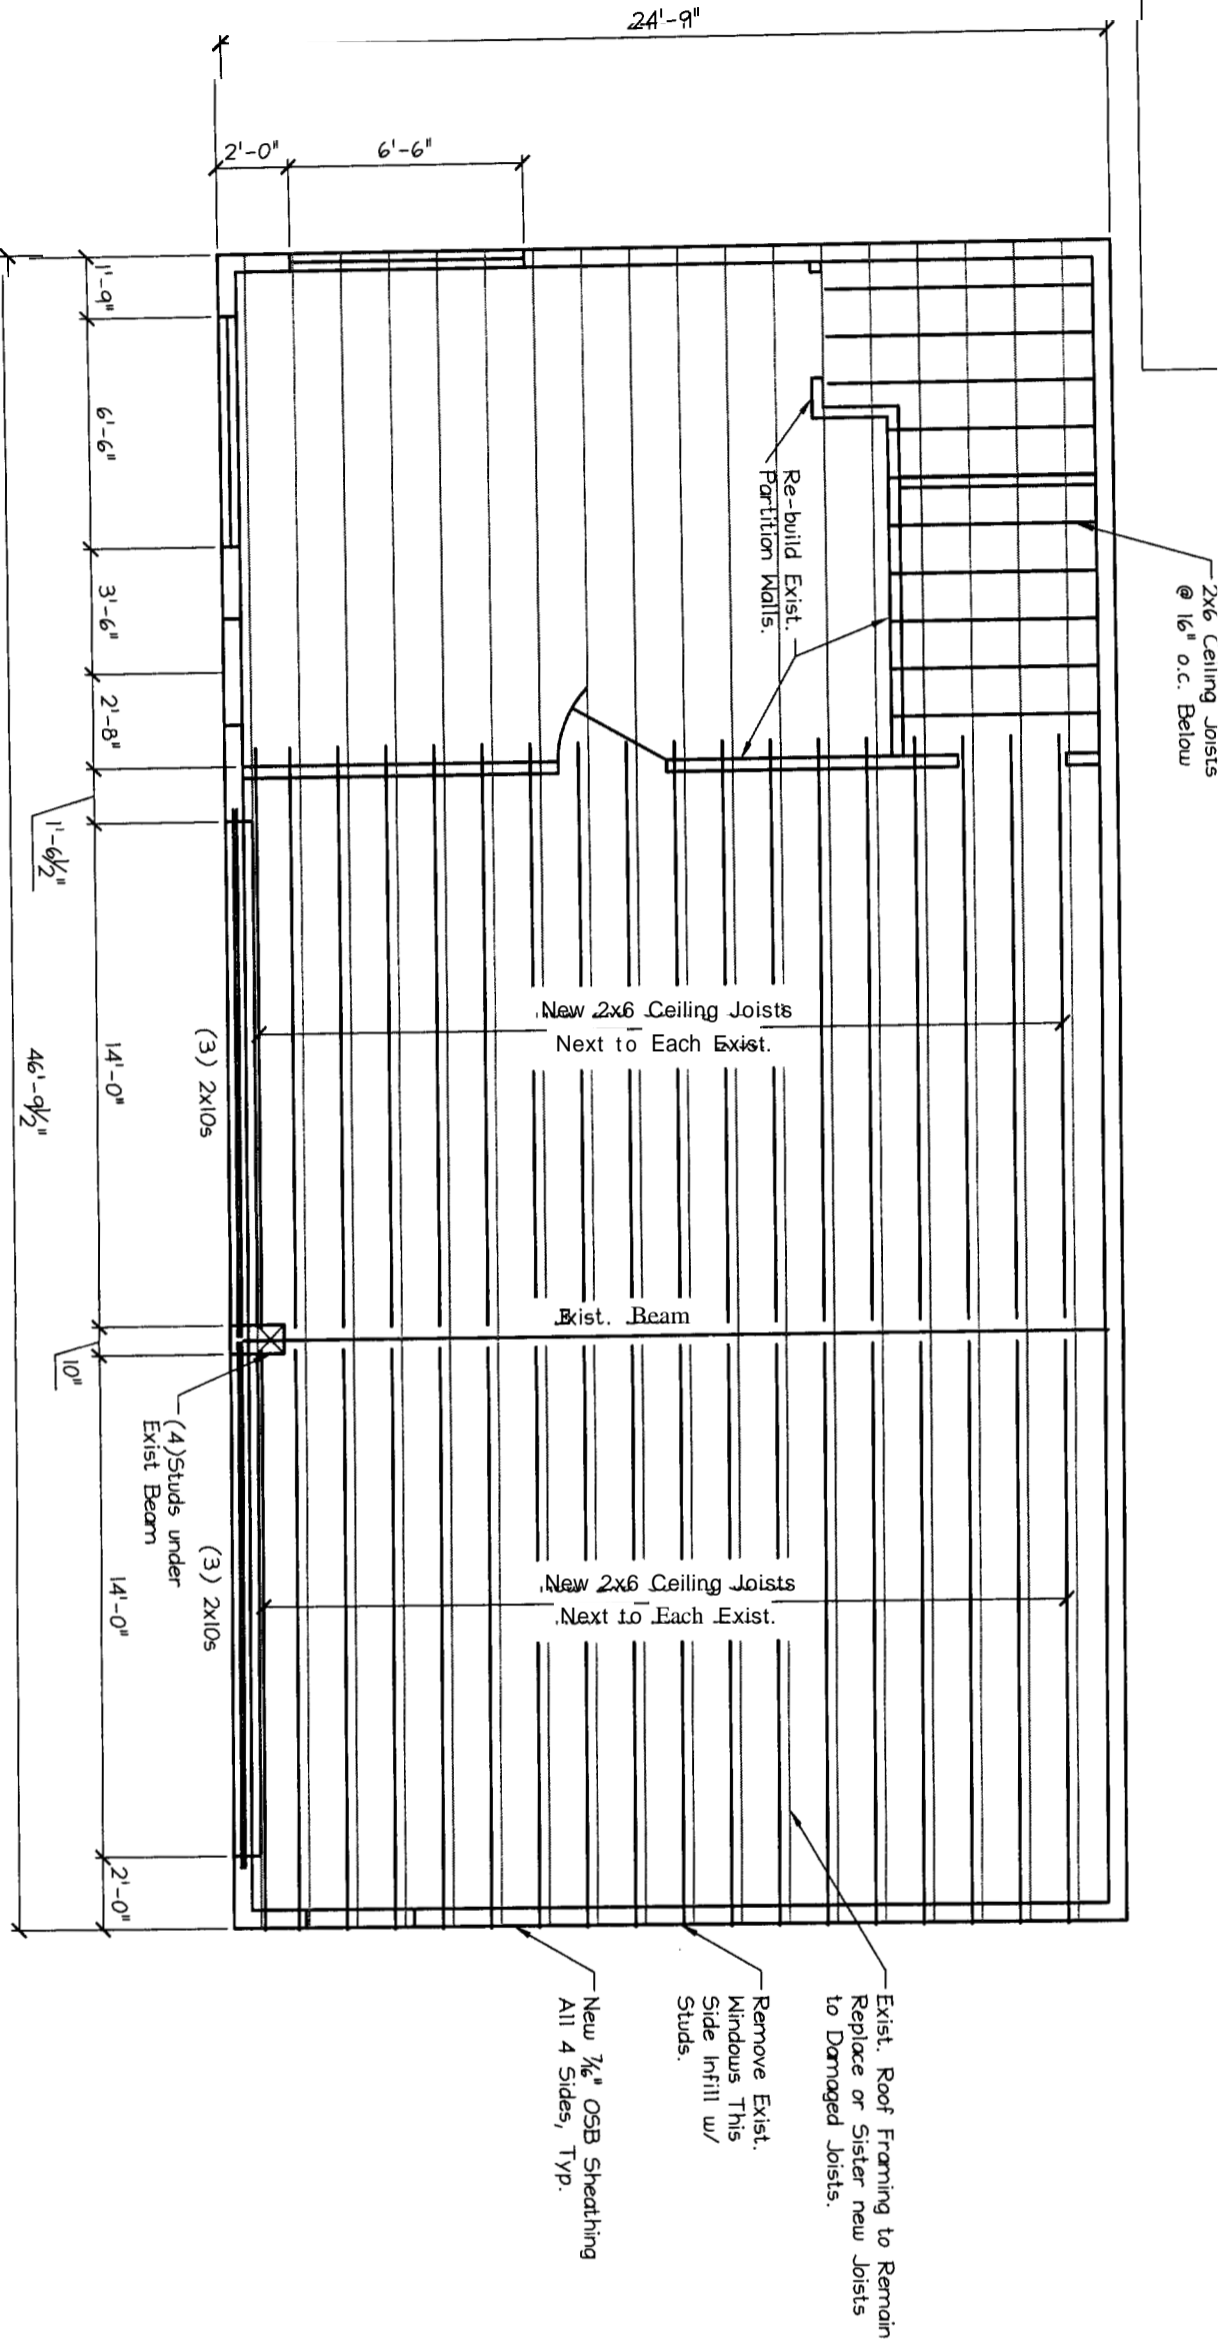 24'-9"
2'-0"
6'-6"
1'-9"
6'-6"
3'-6"
2'-8"
1'-6½"
14'-0"
10"
14'-0"
2'-0"
46'-9½"
(3) 2x10s
(3) 2x10s
2x6 Ceiling Joists
@ 16" o.c. Below
Re-build Exist.
Partition Walls.
New 2x6 Ceiling Joists
Next to Each Exist.
Exist. Beam
(4)Studs under
Exist Beam
New 2x6 Ceiling Joists
Next to Each Exist.
Exist. Roof Framing to Remain
Replace or Sister new Joists
to Damaged Joists.
Remove Exist.
Windows This
Side Infill w/
Studs.
New 7/16" OSB Sheathing
All 4 Sides, Typ.